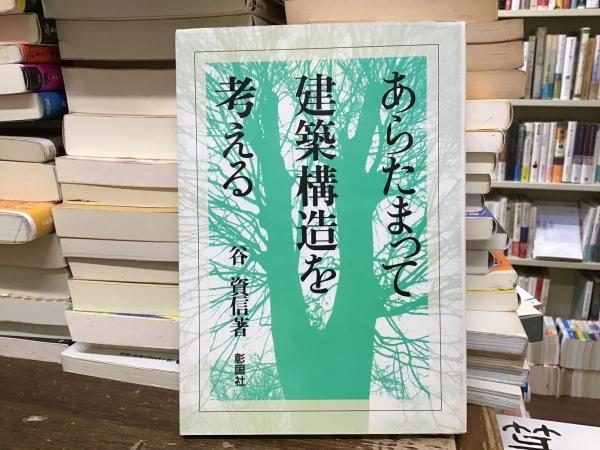 あらたまって
建築構造を
考える
谷 資信著
彰国社